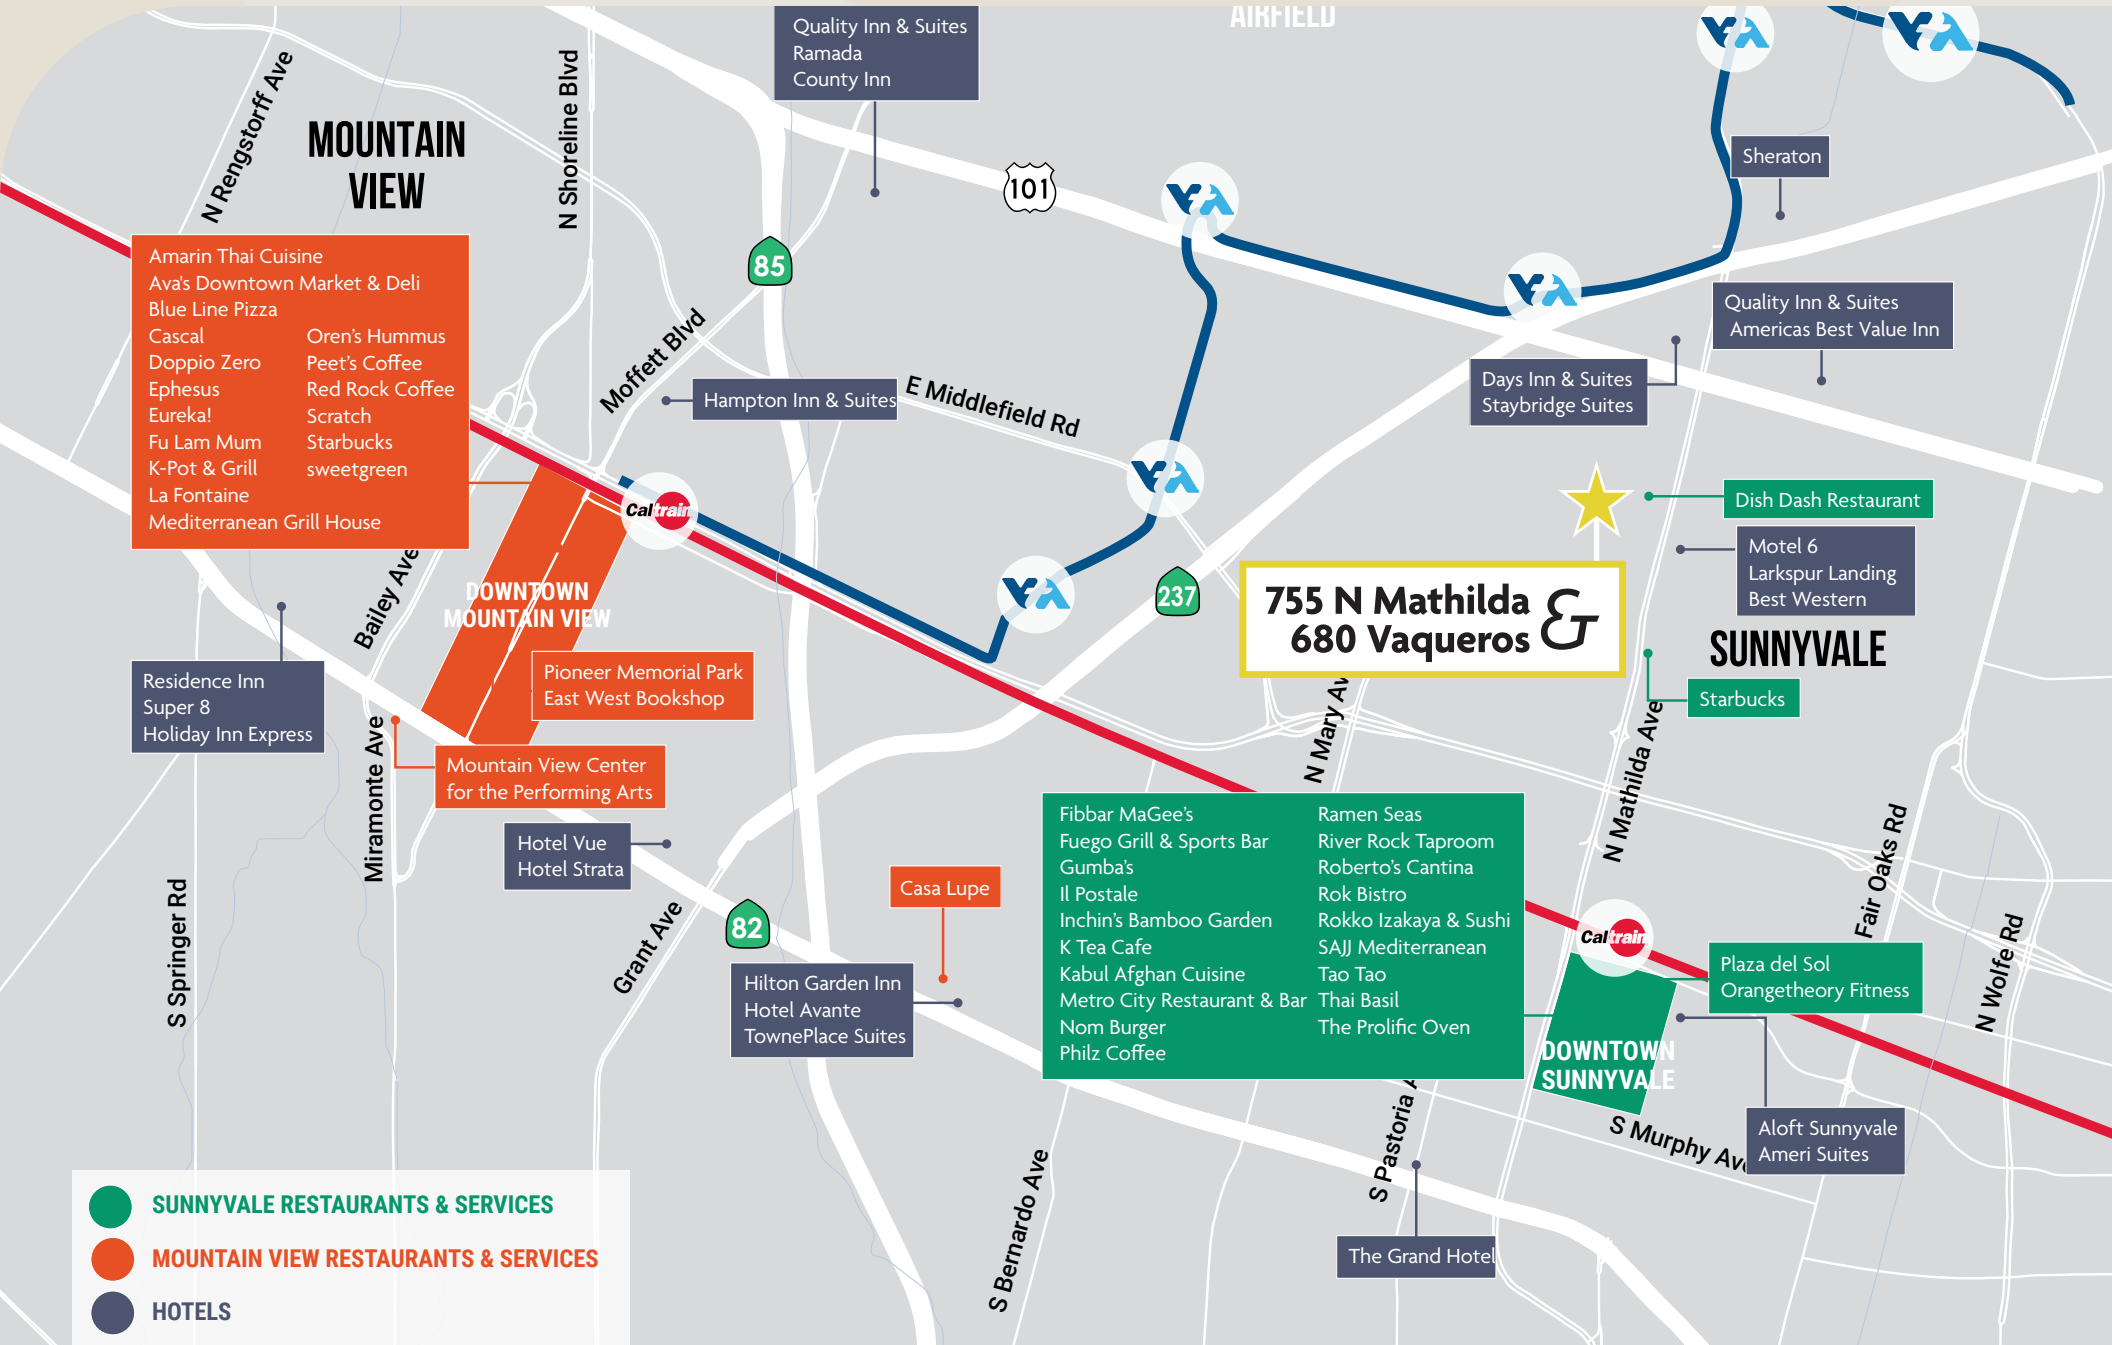 AIRFIELD
Quality Inn & Suites
Ramada
County Inn
VTA
VTA
N Rengstorff Ave
MOUNTAIN
VIEW
N Shoreline Blvd
101
VTA
Sheraton
85
VTA
Amarin Thai Cuisine
Ava's Downtown Market & Deli
Blue Line Pizza
Cascal
Doppio Zero
Ephesus
Eureka!
Fu Lam Mum
K-Pot & Grill
La Fontaine
Mediterranean Grill House
Oren's Hummus
Peet's Coffee
Red Rock Coffee
Scratch
Starbucks
sweetgreen
Quality Inn & Suites
Americas Best Value Inn
Moffett Blvd
Hampton Inn & Suites
E Middlefield Rd
Days Inn & Suites
Staybridge Suites
VTA
Caltrain
Dish Dash Restaurant
Motel 6
Larkspur Landing
Best Western
Bailey Ave
DOWNTOWN
MOUNTAIN VIEW
VTA
237
755 N Mathilda
680 Vaqueros
&
SUNNYVALE
Starbucks
Residence Inn
Super 8
Holiday Inn Express
Pioneer Memorial Park
East West Bookshop
Miramonte Ave
Mountain View Center
for the Performing Arts
N Mary Av
N Mathilda Ave
Hotel Vue
Hotel Strata
Fibbar MaGee's
Fuego Grill & Sports Bar
Gumba's
Il Postale
Inchin's Bamboo Garden
K Tea Cafe
Kabul Afghan Cuisine
Metro City Restaurant & Bar
Nom Burger
Philz Coffee
Ramen Seas
River Rock Taproom
Roberto's Cantina
Rok Bistro
Rokko Izakaya & Sushi
SAJJ Mediterranean
Tao Tao
Thai Basil
The Prolific Oven
Fair Oaks Rd
Casa Lupe
S Springer Rd
Grant Ave
82
Caltrain
N Wolfe Rd
Hilton Garden Inn
Hotel Avante
TownePlace Suites
Plaza del Sol
Orangetheory Fitness
DOWNTOWN
SUNNYVALE
S Murphy Ave
Aloft Sunnyvale
Ameri Suites
S Pastoria A
S Bernardo Ave
The Grand Hotel
SUNNYVALE RESTAURANTS & SERVICES
MOUNTAIN VIEW RESTAURANTS & SERVICES
HOTELS